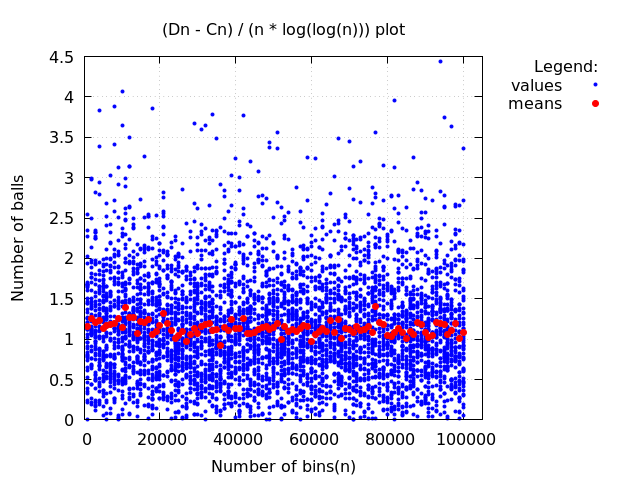 (Dn - Cn) / (n * log(log(n))) plot
Legend:
values
means
Number of balls
4.5
4
3.5
3
2.5
2
1.5
1
0.5
0
0 20000 40000 60000 80000 100000
Number of bins(n)